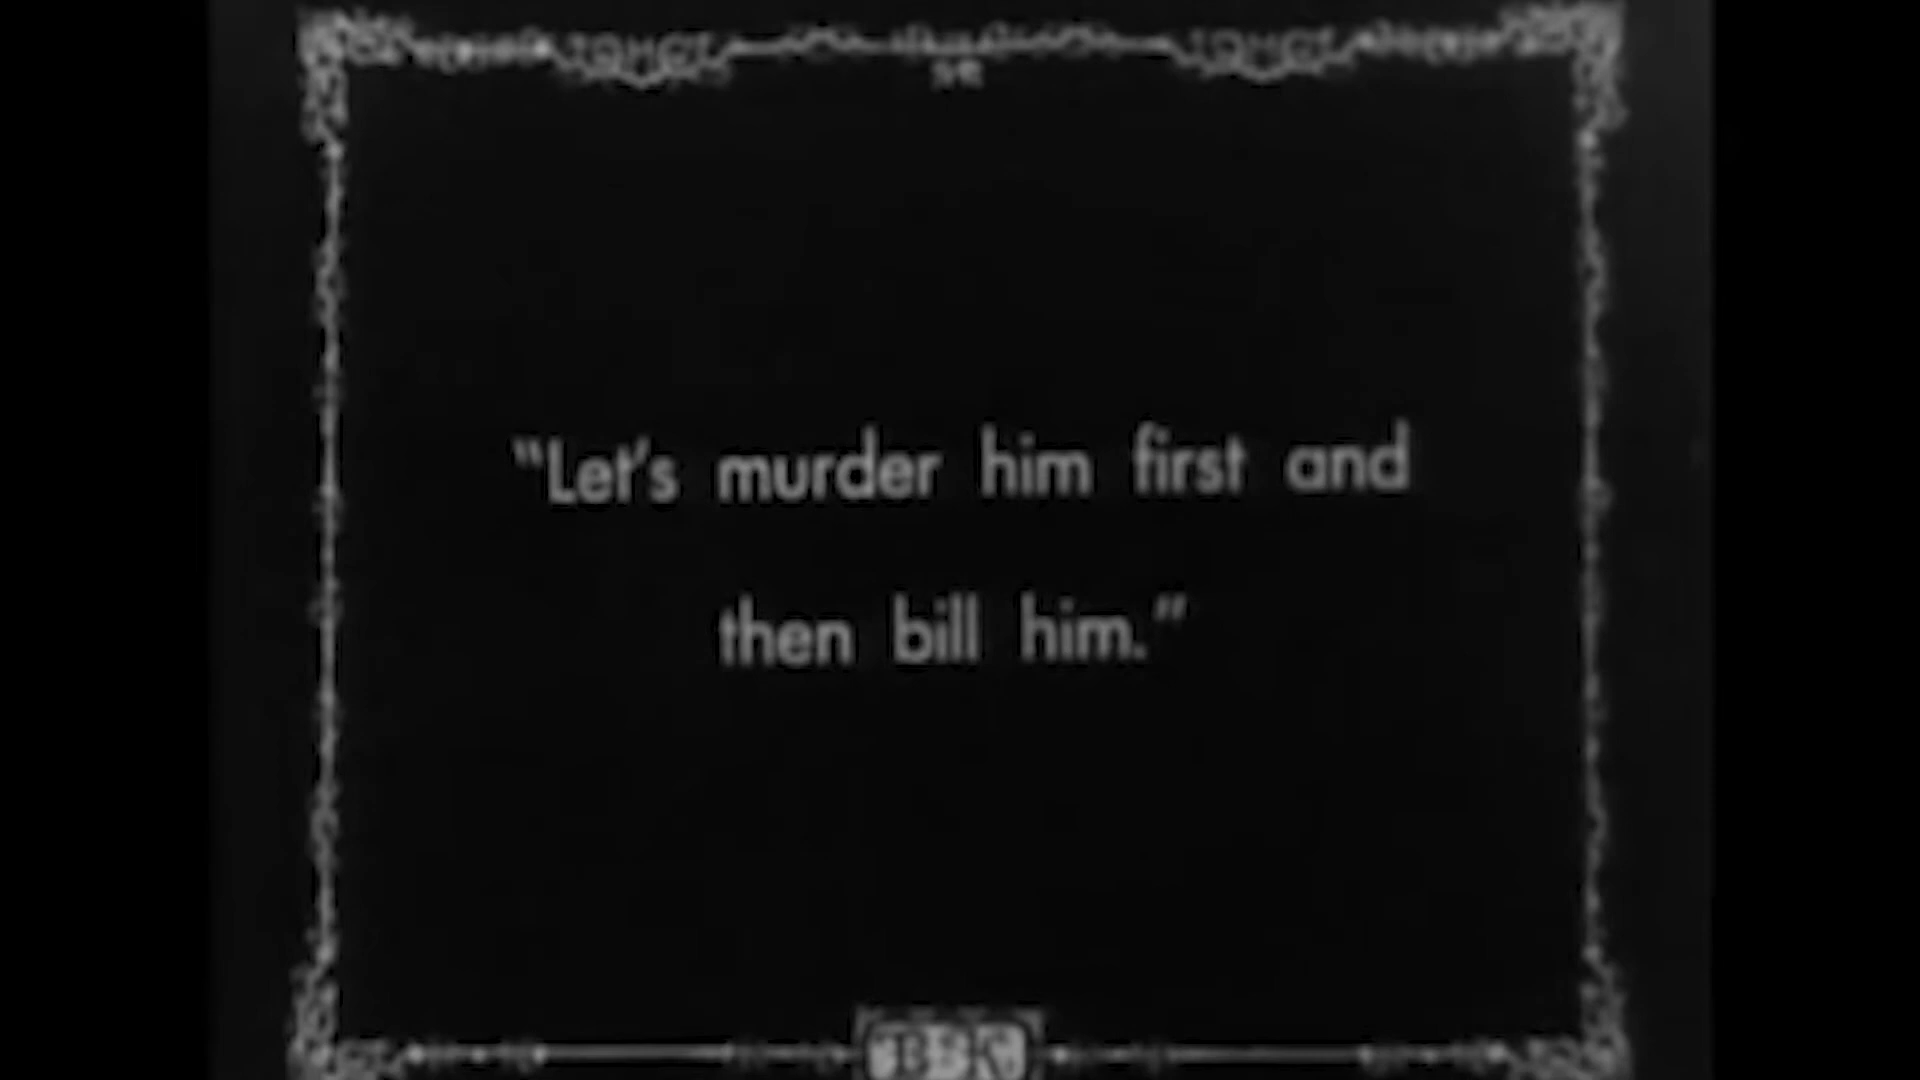 "Let's murder him first and
then bill him."